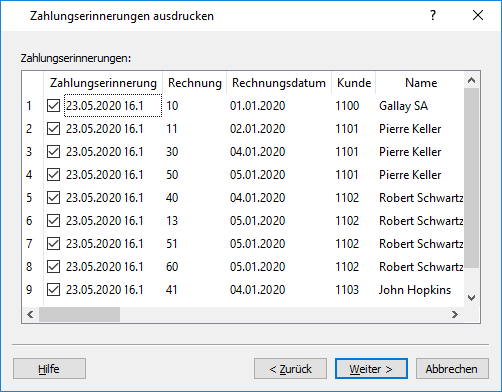 Zahlungserinnerungen ausdrucken ? ×
Zahlungserinnerungen:
Zahlungserinnerung Rechnung Rechnungsdatum Kunde Name
1 23.05.2020 16.1 10 01.01.2020 1100 Gallay SA
2 23.05.2020 16.1 11 02.01.2020 1101 Pierre Keller
3 23.05.2020 16.1 30 04.01.2020 1101 Pierre Keller
4 23.05.2020 16.1 50 05.01.2020 1101 Pierre Keller
5 23.05.2020 16.1 40 04.01.2020 1102 Robert Schwartz
6 23.05.2020 16.1 13 05.01.2020 1102 Robert Schwartz
7 23.05.2020 16.1 51 05.01.2020 1102 Robert Schwartz
8 23.05.2020 16.1 60 05.01.2020 1102 Robert Schwartz
9 23.05.2020 16.1 41 04.01.2020 1103 John Hopkins
Hilfe < Zurück Weiter > Abbrechen